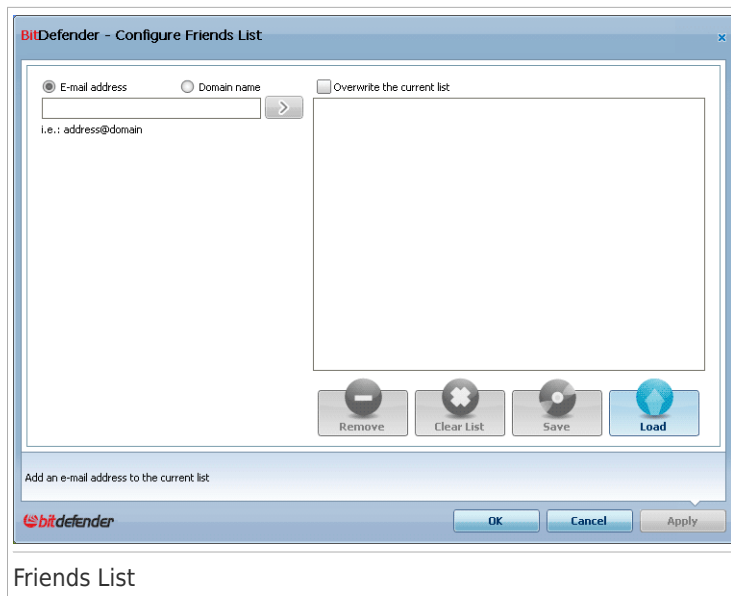 BitDefender - Configure Friends List
x
E-mail address
Domain name
i.e.: address@domain
Overwrite the current list
Remove
Clear List
Save
Load
Add an e-mail address to the current list
bitdefender
OK
Cancel
Apply
Friends List